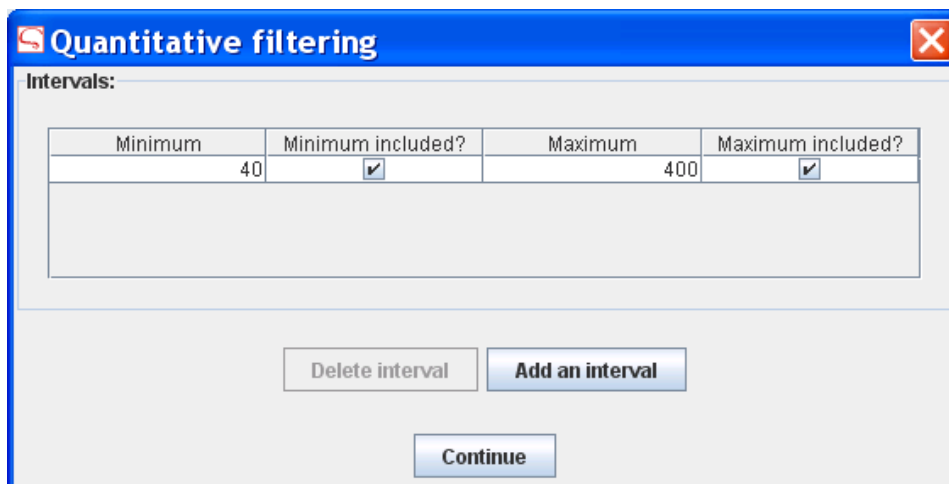 Quantitative filtering
Intervals:
Minimum Minimum included? Maximum Maximum included?
40 400
Delete interval Add an interval
Continue